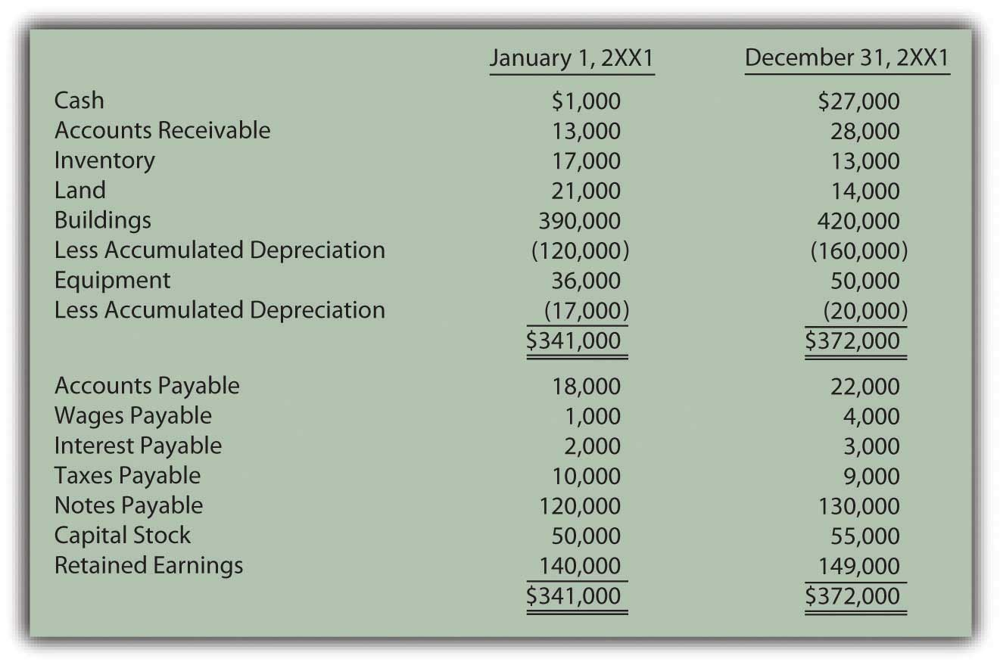 January 1, 2XX1 December 31, 2XX1
Cash $1,000 $27,000
Accounts Receivable 13,000 28,000
Inventory 17,000 13,000
Land 21,000 14,000
Buildings 390,000 420,000
Less Accumulated Depreciation (120,000) (160,000)
Equipment 36,000 50,000
Less Accumulated Depreciation (17,000) (20,000)
$341,000 $372,000
Accounts Payable 18,000 22,000
Wages Payable 1,000 4,000
Interest Payable 2,000 3,000
Taxes Payable 10,000 9,000
Notes Payable 120,000 130,000
Capital Stock 50,000 55,000
Retained Earnings 140,000 149,000
$341,000 $372,000